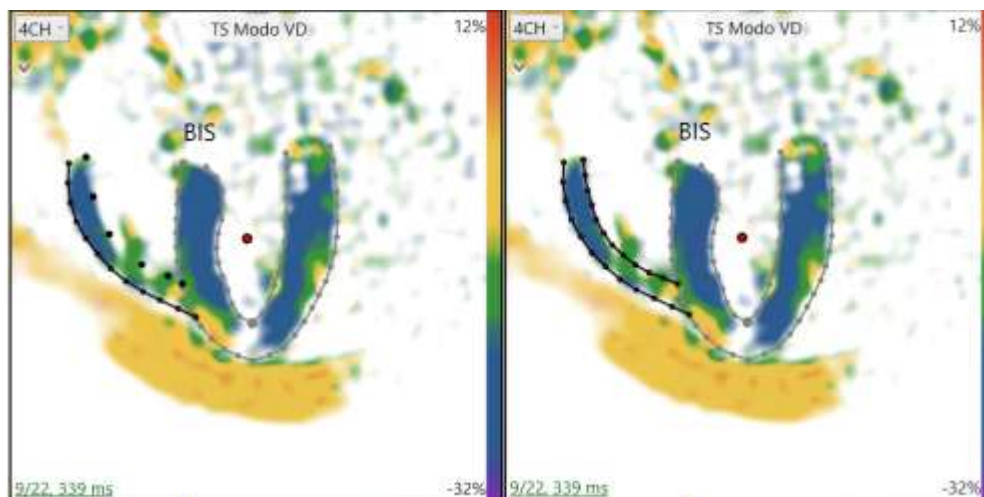 4CH
TS Modo VD
12%
BIS
9/22, 339 ms
-32%
4CH
TS Modo VD
12%
BIS
9/22, 339 ms
-32%